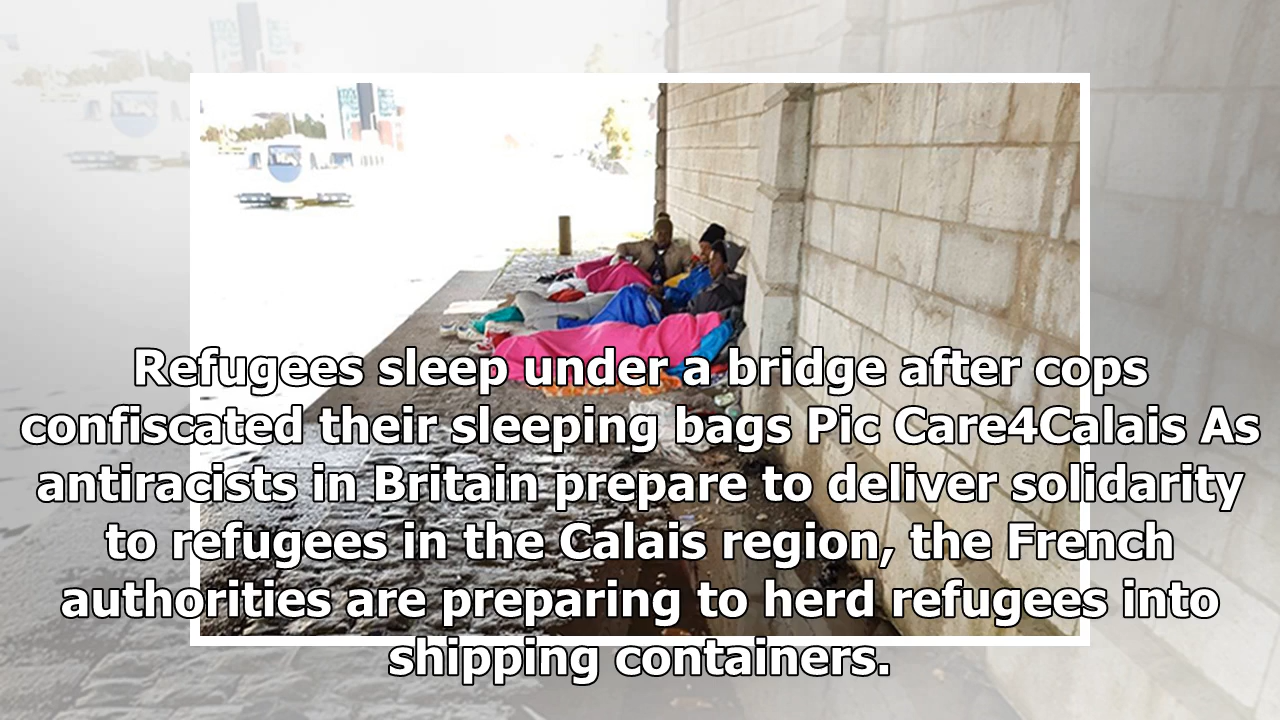 Refugees sleep under a bridge after cops
confiscated their sleeping bags Pic Care4Calais As
antiracists in Britain prepare to deliver solidarity
to refugees in the Calais region, the French
authorities are preparing to herd refugees into
shipping containers.